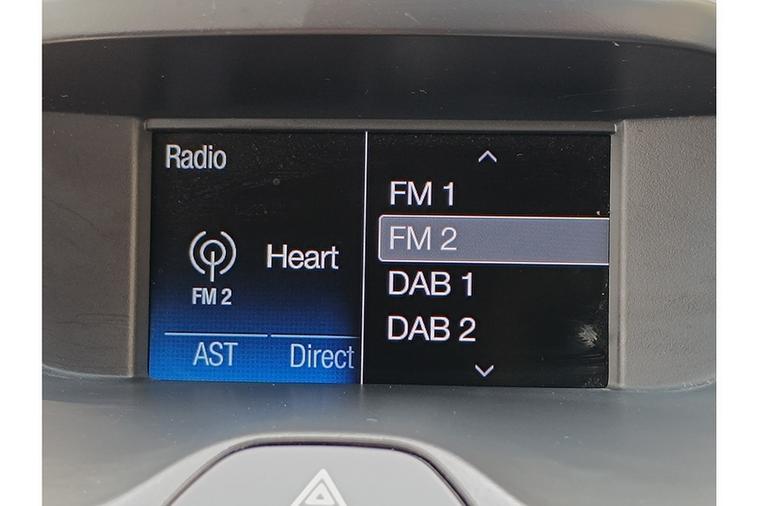 Radio
Heart
FM 2
AST Direct
FM 1
FM 2
DAB 1
DAB 2